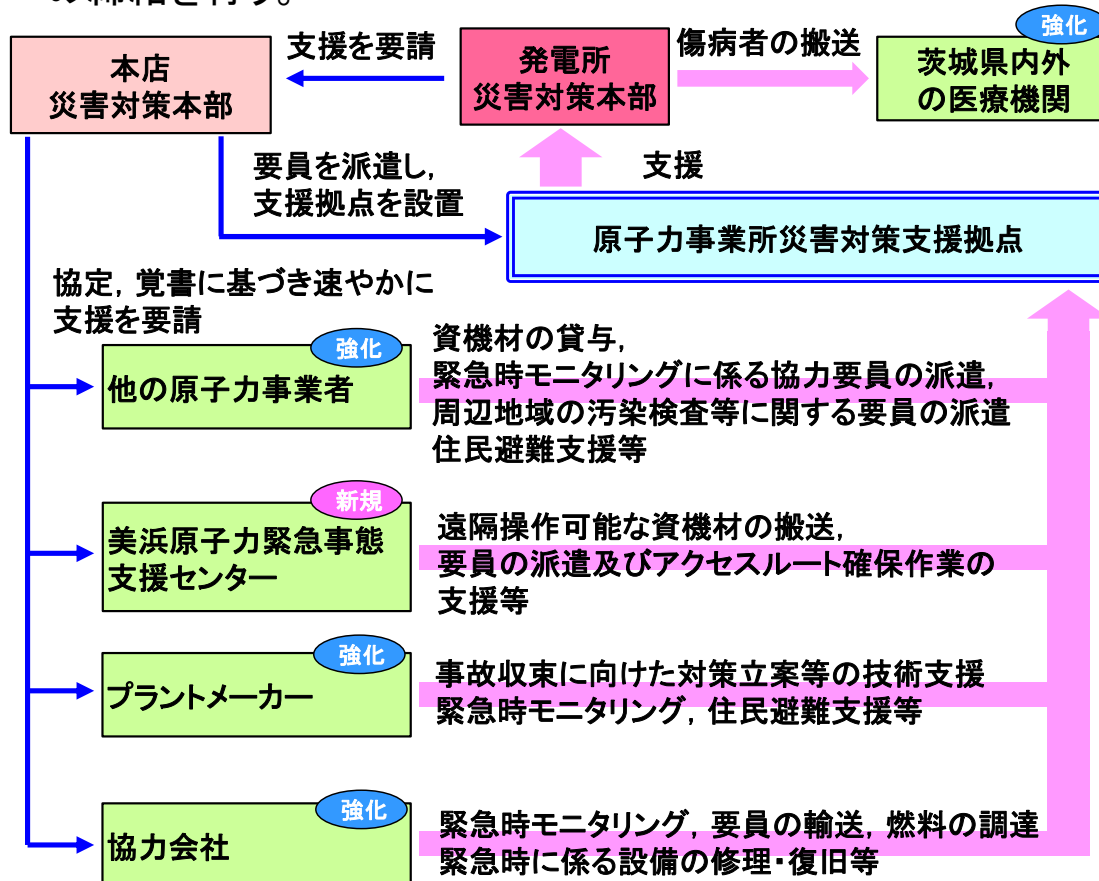 支援を要請
傷病者の搬送
強化
本店
災害対策本部
発電所
災害対策本部
茨城県内外
の医療機関
要員を派遣し，
支援拠点を設置
支援
原子力事業所災害対策支援拠点
協定，覚書に基づき速やかに
支援を要請
強化
他の原子力事業者
資機材の貸与，
緊急時モニタリングに係る協力要員の派遣，
周辺地域の汚染検査等に関する要員の派遣
住民避難支援等
新規
美浜原子力緊急事態
支援センター
遠隔操作可能な資機材の搬送，
要員の派遣及びアクセスルート確保作業の
支援等
強化
プラントメーカー
事故収束に向けた対策立案等の技術支援
緊急時モニタリング，住民避難支援等
強化
協力会社
緊急時モニタリング，要員の輸送，燃料の調達
緊急時に係る設備の修理・復旧等